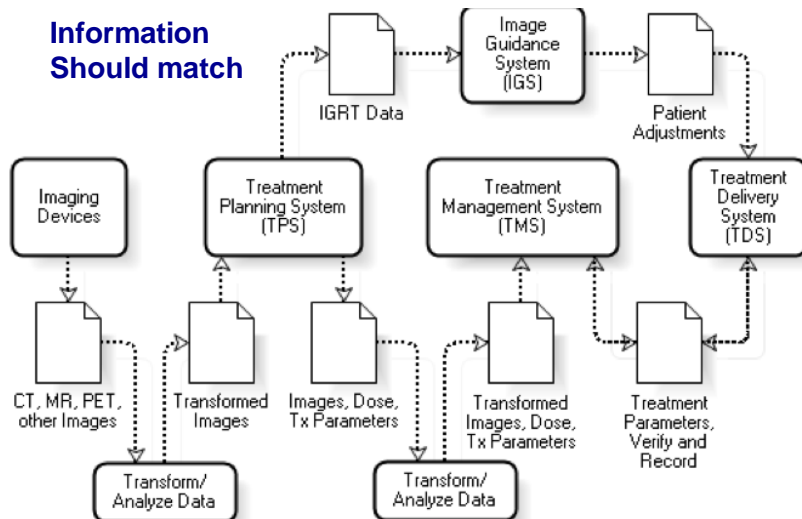 Information
Should match
Image
Guidance
System
(IGS)
IGRT Data
Patient
Adjustments
Imaging
Devices
Treatment
Planning System
(TPS)
Treatment
Management System
(TMS)
Treatment
Delivery
System
(TDS)
CT, MR, PET,
other Images
Transformed
Images
Images, Dose,
Tx Parameters
Transformed
Images, Dose,
Tx Parameters
Treatment
Parameters,
Verify and
Record
Transform/
Analyze Data
Transform/
Analyze Data